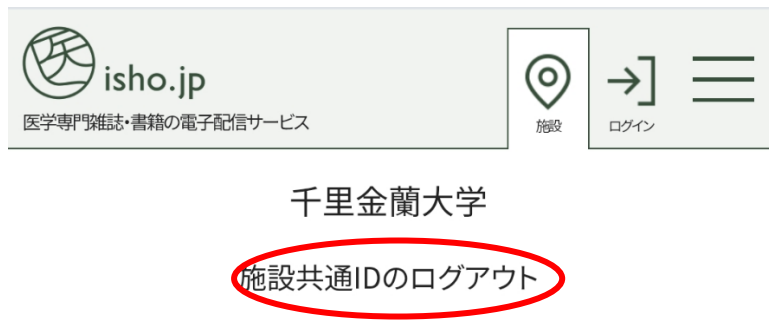 医 isho.jp
医学専門雑誌・書籍の電子配信サービス
施設
ログイン
千里金蘭大学
施設共通IDのログアウト